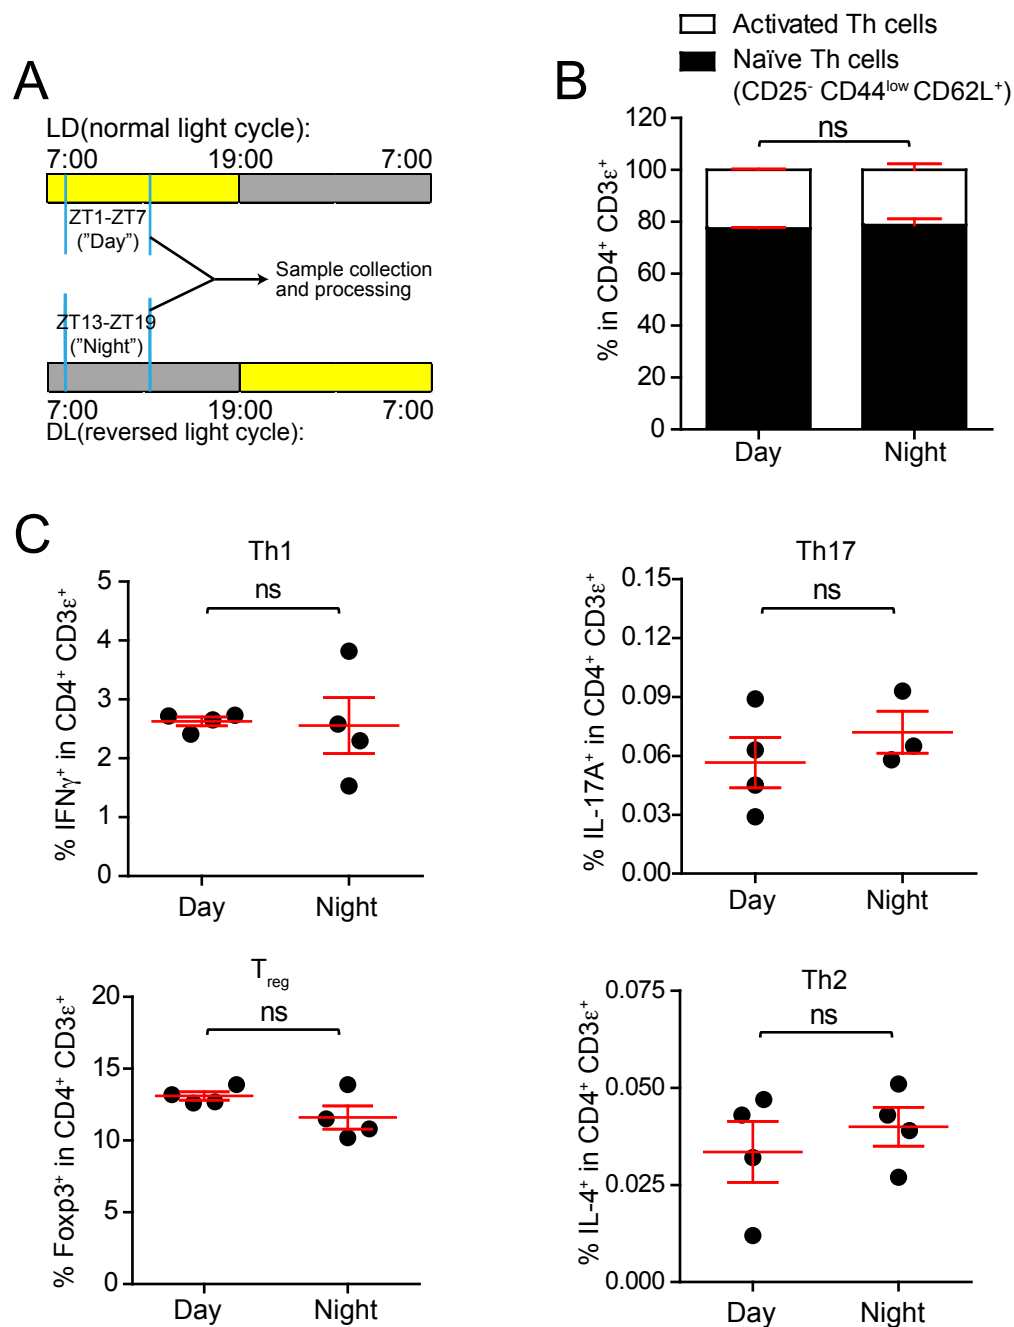 A
LD(normal light cycle):
7:00 19:00 7:00
ZT1-ZT7
("Day")
Sample collection
and processing
ZT13-ZT19
("Night")
7:00 19:00 7:00
DL(reversed light cycle):
B
Activated Th cells
Naïve Th cells
(CD25⁻ CD44ˡᵒʷ CD62L⁺)
ns
% in CD4⁺ CD3ε⁺
120
100
80
60
40
20
0
Day Night
C
Th1
ns
% IFNγ⁺ in CD4⁺ CD3ε⁺
5
4
3
2
1
0
Day Night
Th17
ns
% IL-17A⁺ in CD4⁺ CD3ε⁺
0.15
0.12
0.09
0.06
0.03
0.00
Day Night
Treg
ns
% Foxp3⁺ in CD4⁺ CD3ε⁺
20
15
10
5
0
Day Night
Th2
ns
% IL-4⁺ in CD4⁺ CD3ε⁺
0.075
0.050
0.025
0.000
Day Night